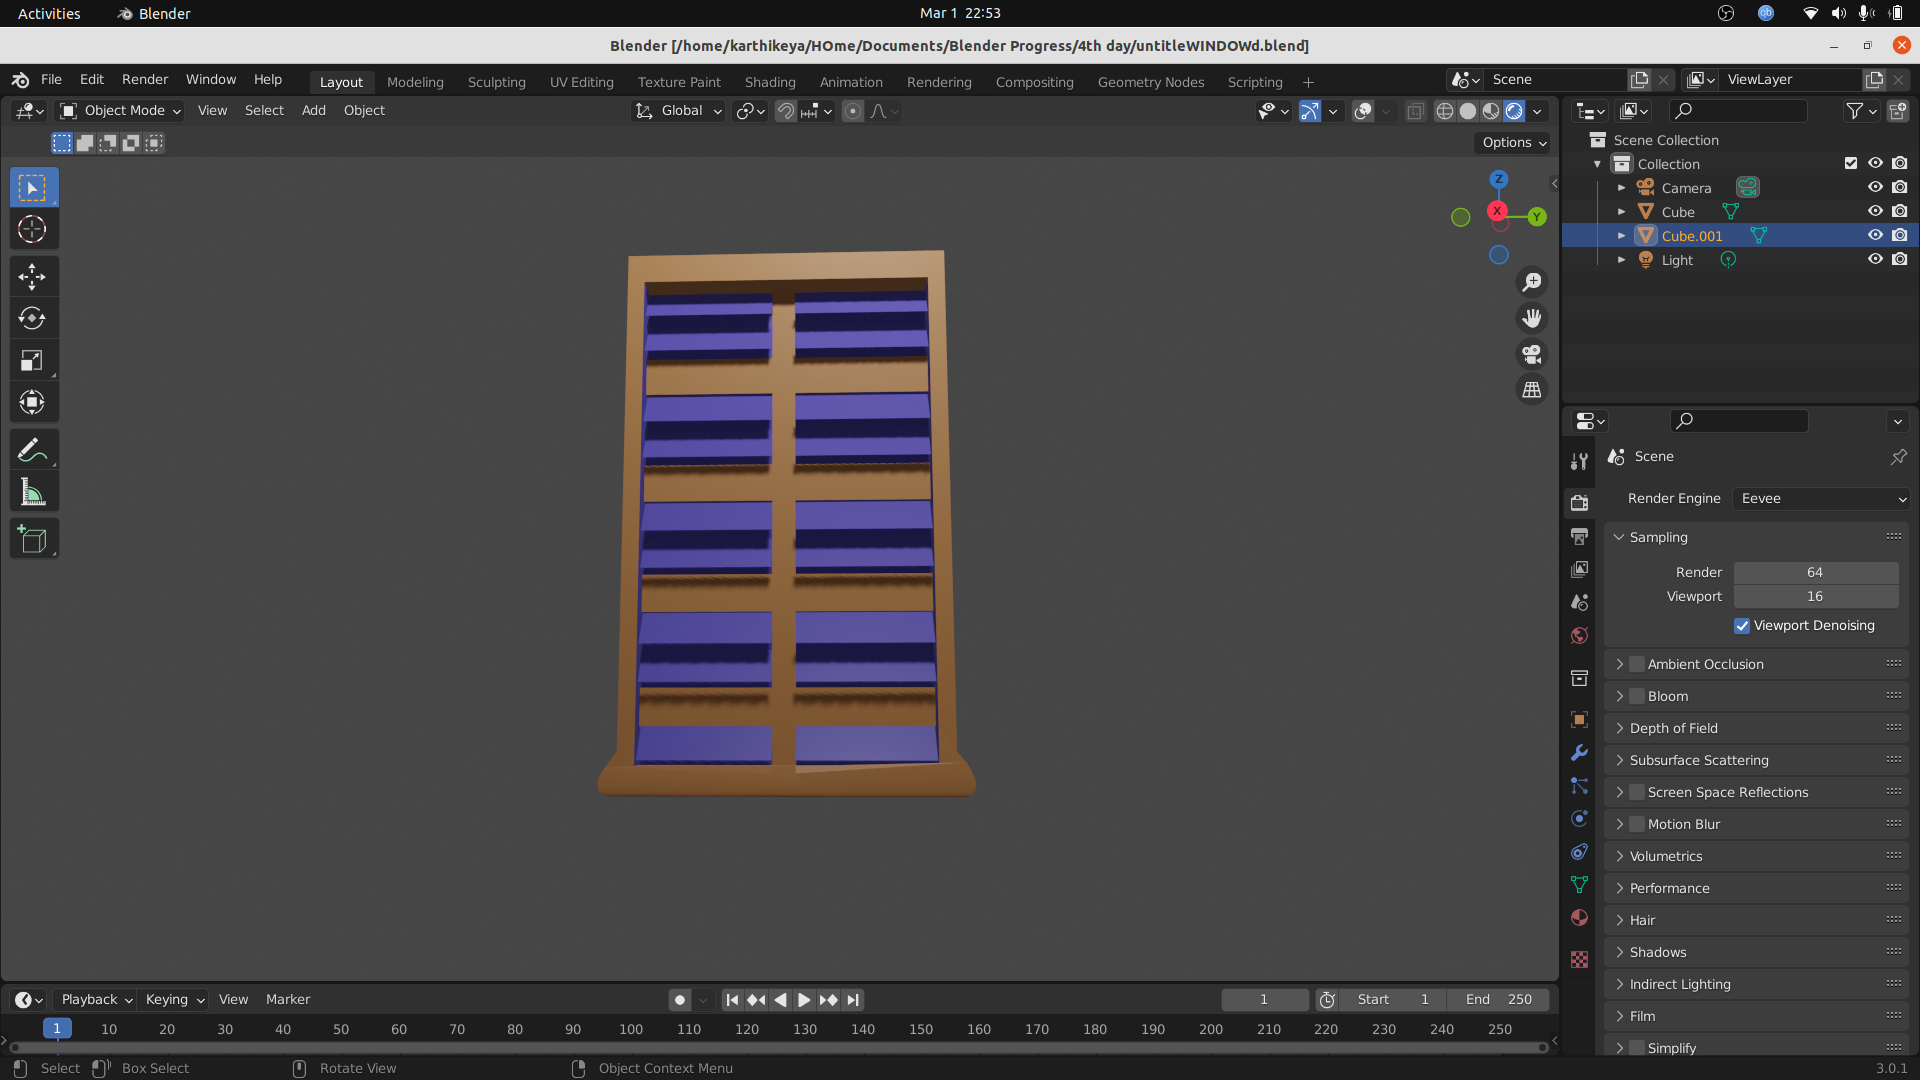 Activities Blender Mar 1 22:53
Blender [/home/karthikeya/HOme/Documents/Blender Progress/4th day/untitleWINDOWd.blend]
File Edit Render Window Help Layout Modeling Sculpting UV Editing Texture Paint Shading Animation Rendering Compositing Geometry Nodes Scripting + Scene ViewLayer
Object Mode View Select Add Object Global
Options
Scene Collection
Collection
Camera
Cube
Cube.001
Light
Z
X
Y
Scene
Render Engine Eevee
Sampling
Render 64
Viewport 16
Viewport Denoising
Ambient Occlusion
Bloom
Depth of Field
Subsurface Scattering
Screen Space Reflections
Motion Blur
Volumetrics
Performance
Hair
Shadows
Indirect Lighting
Film
Simplify
Playback Keying View Marker 1 Start 1 End 250
1 10 20 30 40 50 60 70 80 90 100 110 120 130 140 150 160 170 180 190 200 210 220 230 240 250
Select Box Select Rotate View Object Context Menu 3.0.1